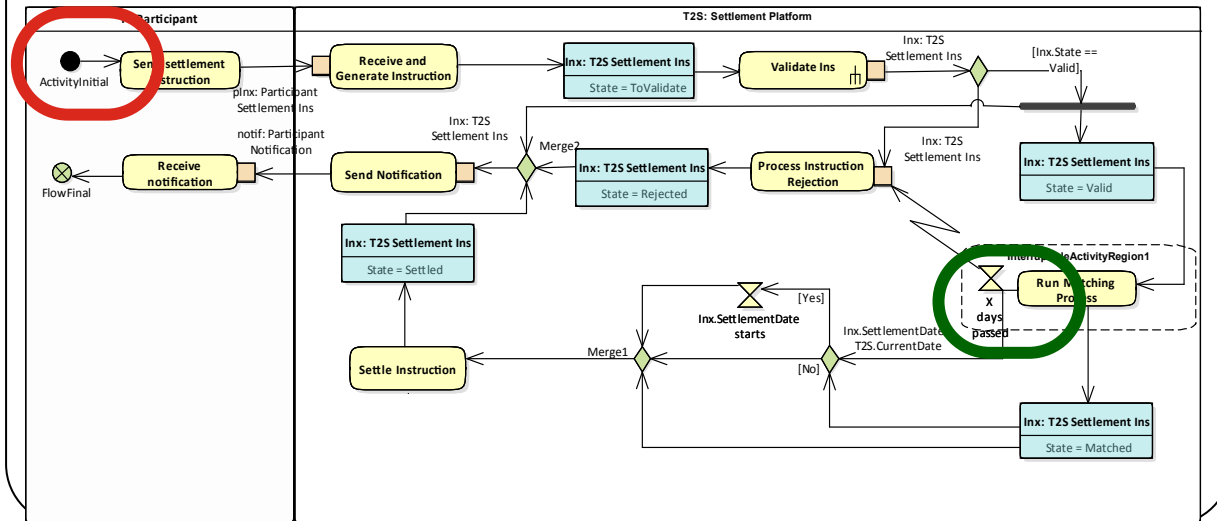 Participant
T2S: Settlement Platform
ActivityInitial
Send settlement
Instruction
pInx: Participant
Settlement Ins
Receive and
Generate Instruction
Inx: T2S Settlement Ins
State = ToValidate
Validate Ins
Inx: T2S
Settlement Ins
[Inx.State ==
Valid]
notif: Participant
Notification
Receive
notification
FlowFinal
Inx: T2S
Settlement Ins
Send Notification
Merge2
Inx: T2S Settlement Ins
State = Rejected
Process Instruction
Rejection
Inx: T2S
Settlement Ins
Inx: T2S Settlement Ins
State = Valid
Inx: T2S Settlement Ins
State = Settled
InterruptibleActivityRegion1
X
days
passed
Run Matching
Process
Inx.SettlementDate
starts
[Yes]
Inx.SettlementDate
T2S.CurrentDate
[No]
Merge1
Settle Instruction
Inx: T2S Settlement Ins
State = Matched